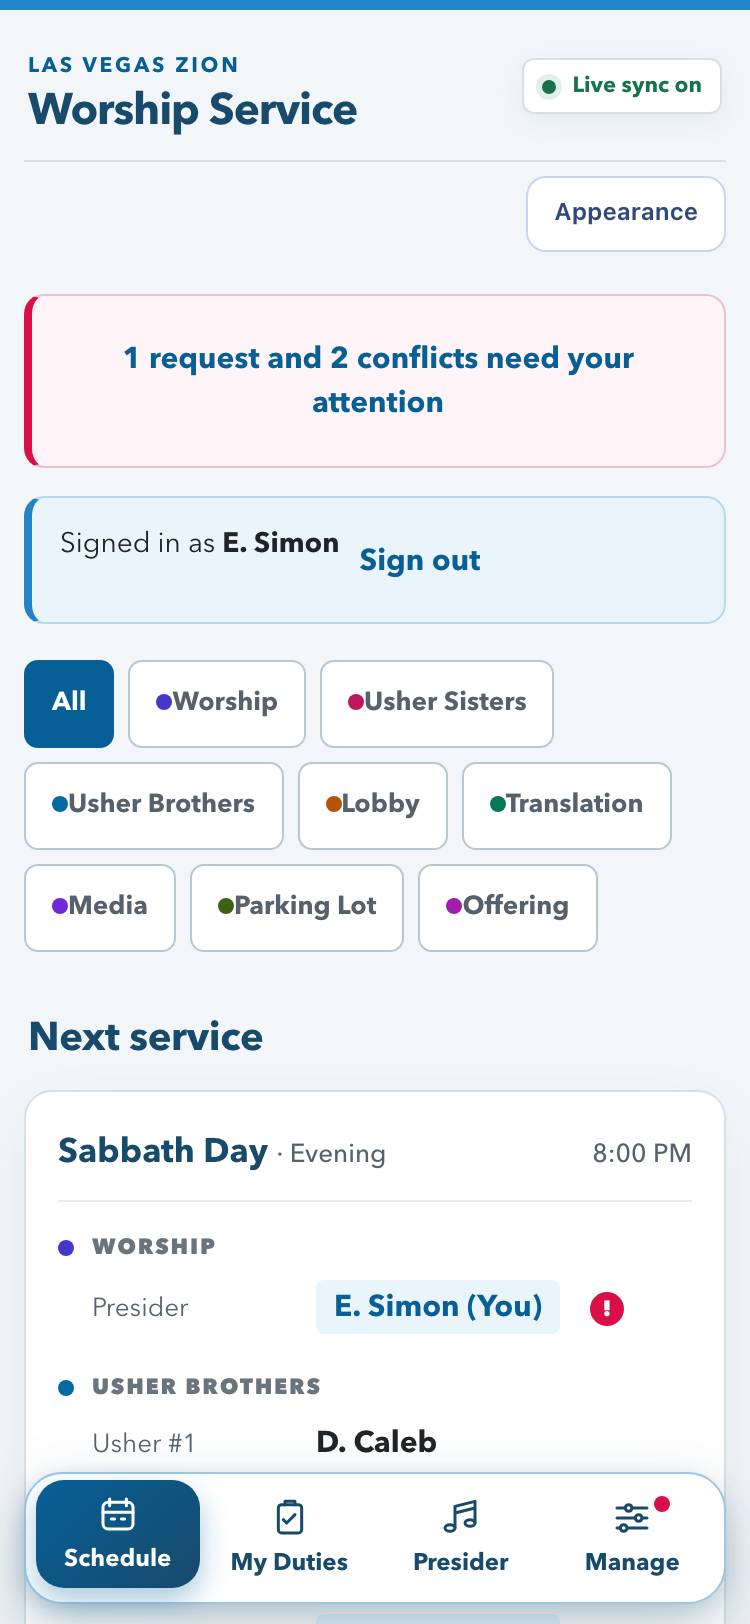 LAS VEGAS ZION
Worship Service
Live sync on
Appearance
1 request and 2 conflicts need your
attention
Signed in as E. Simon
Sign out
All
Worship
Usher Sisters
Usher Brothers
Lobby
Translation
Media
Parking Lot
Offering
Next service
Sabbath Day · Evening
8:00 PM
WORSHIP
Presider
E. Simon (You)
!
USHER BROTHERS
Usher #1
D. Caleb
Schedule
My Duties
Presider
Manage